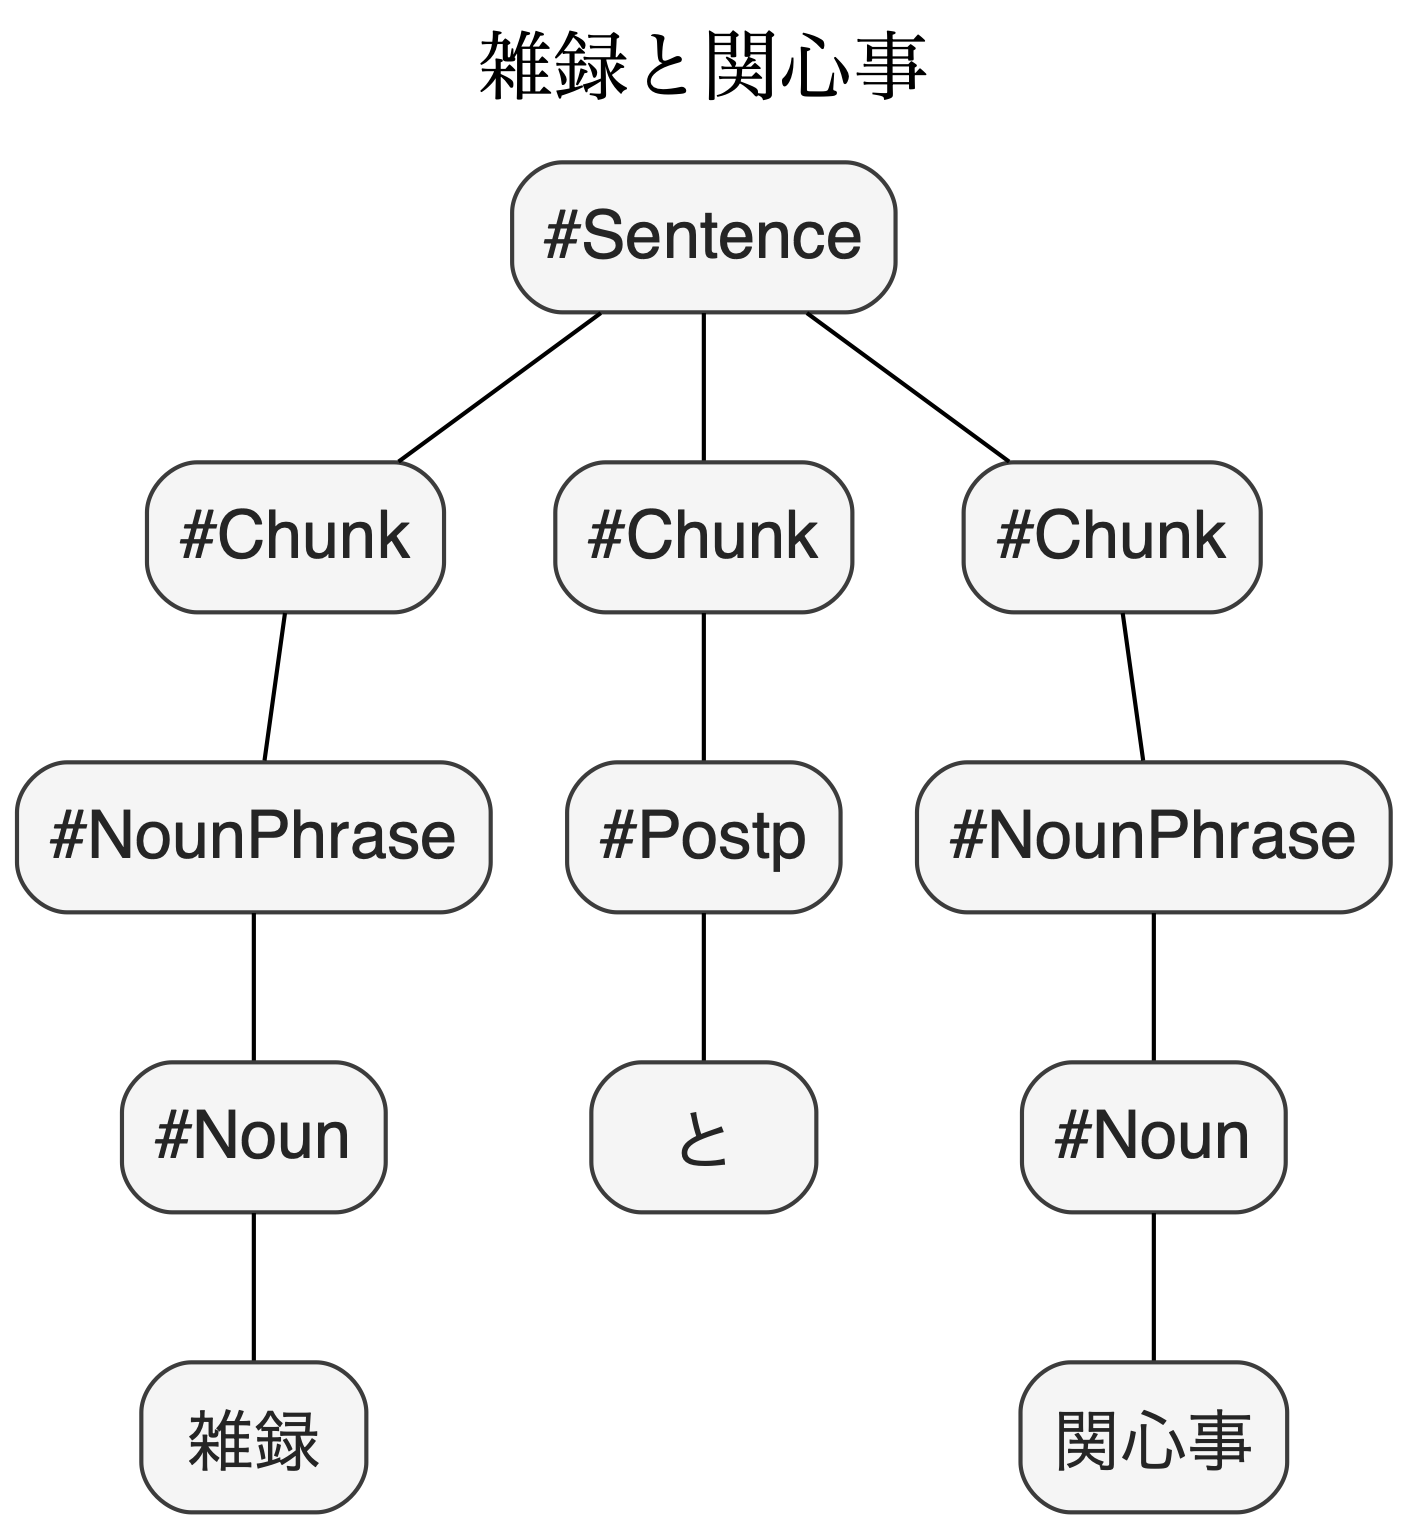 雑録と関心事
#Sentence
#Chunk #Chunk #Chunk
#NounPhrase #Postp #NounPhrase
#Noun と #Noun
雑録 関心事